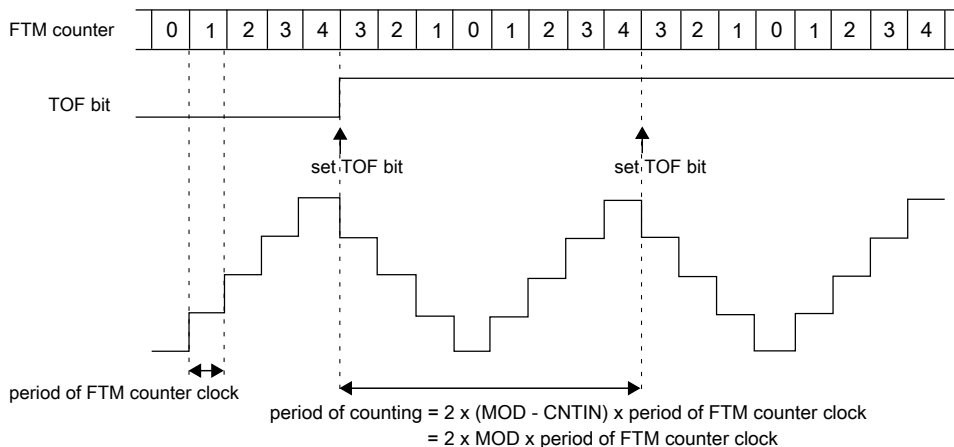 FTM counter 0 1 2 3 4 3 2 1 0 1 2 3 4 3 2 1 0 1 2 3 4
TOF bit
set TOF bit set TOF bit
period of FTM counter clock
period of counting = 2 x (MOD - CNTIN) x period of FTM counter clock
= 2 x MOD x period of FTM counter clock